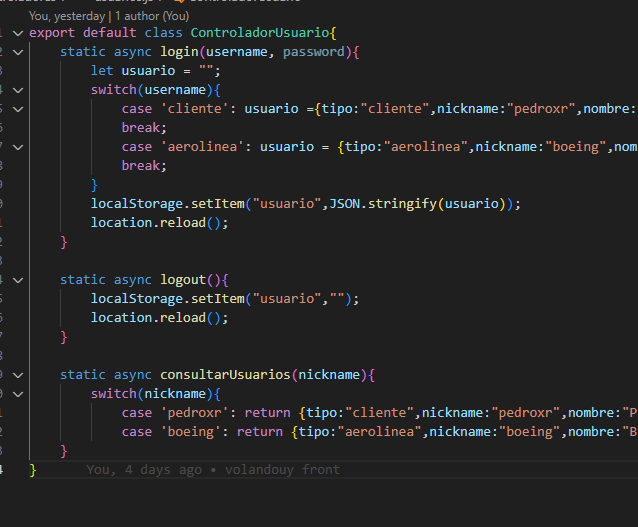 You, yesterday | 1 author (You)
export default class ControladorUsuario{
static async login(username, password){
let usuario = "";
switch(username){
case 'cliente': usuario ={tipo:"cliente",nickname:"pedroxr",nombre:
break;
case 'aerolinea': usuario = {tipo:"aerolinea",nickname:"boeing",nom
break;
}
localStorage.setItem("usuario",JSON.stringify(usuario));
location.reload();
}
static async logout(){
localStorage.setItem("usuario","");
location.reload();
}
static async consultarUsuarios(nickname){
switch(nickname){
case 'pedroxr': return {tipo:"cliente",nickname:"pedroxr",nombre:"P
case 'boeing': return {tipo:"aerolinea",nickname:"boeing",nombre:"B
}
} You, 4 days ago • volandouy front